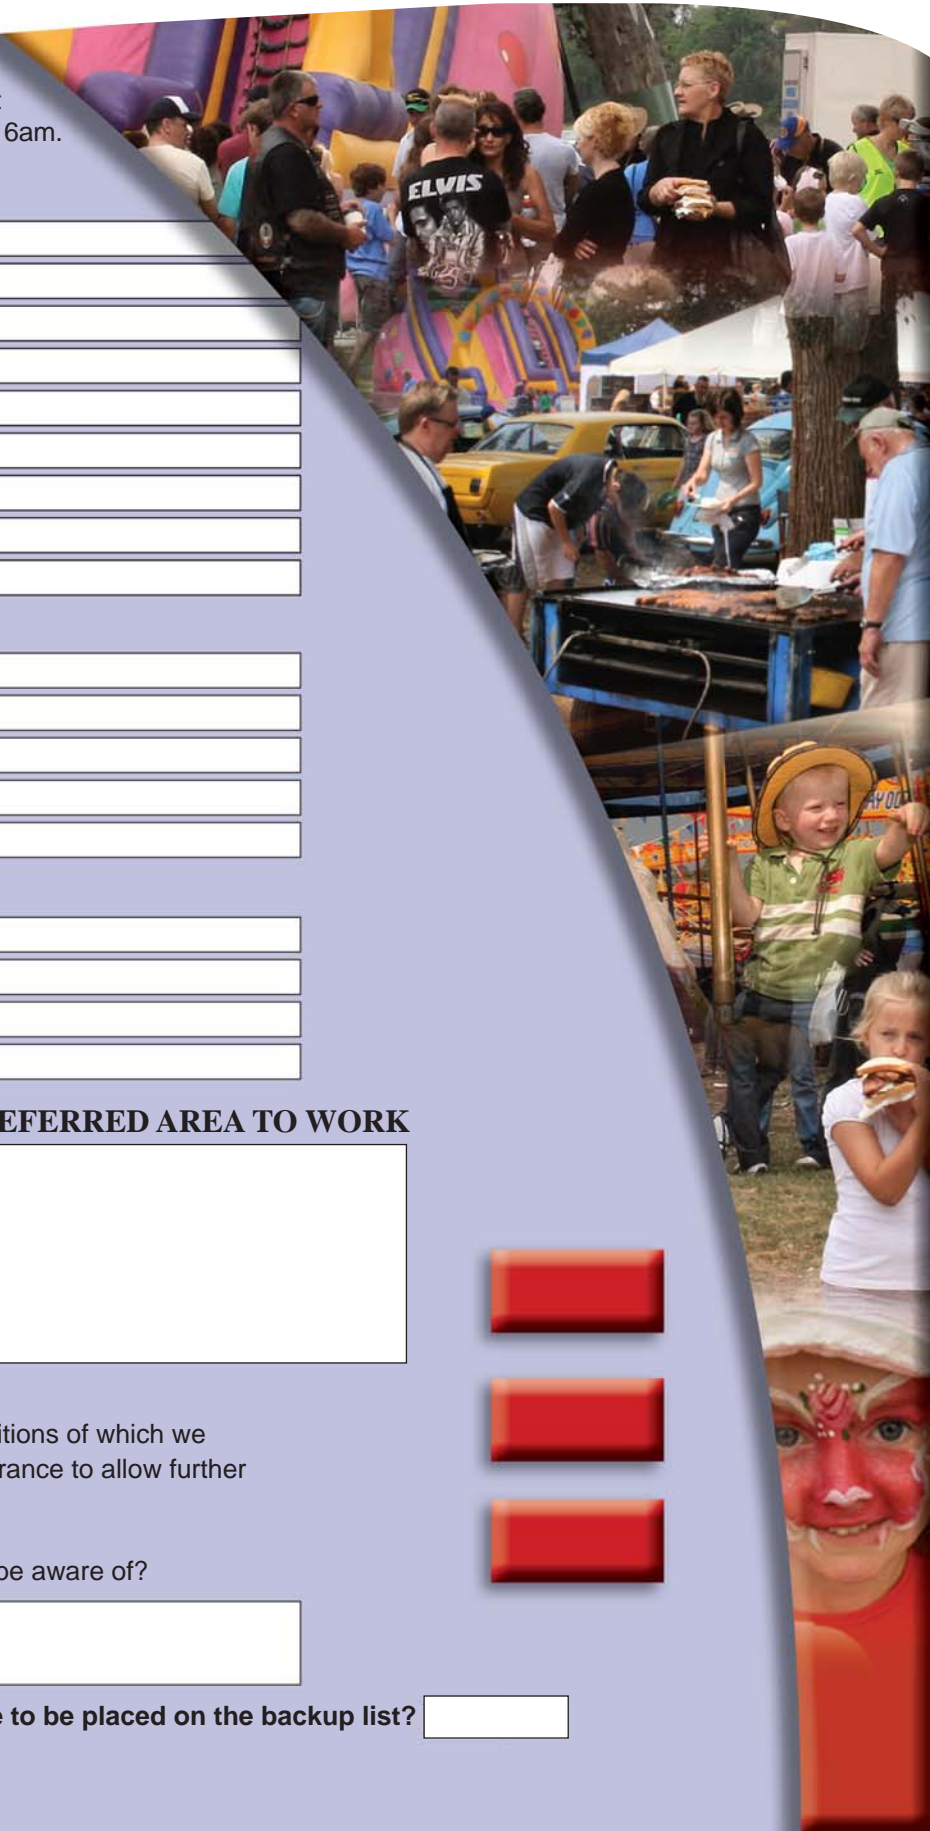 6am.
ELVIS
EFERRED AREA TO WORK
itions of which we
rance to allow further
be aware of?
e to be placed on the backup list?